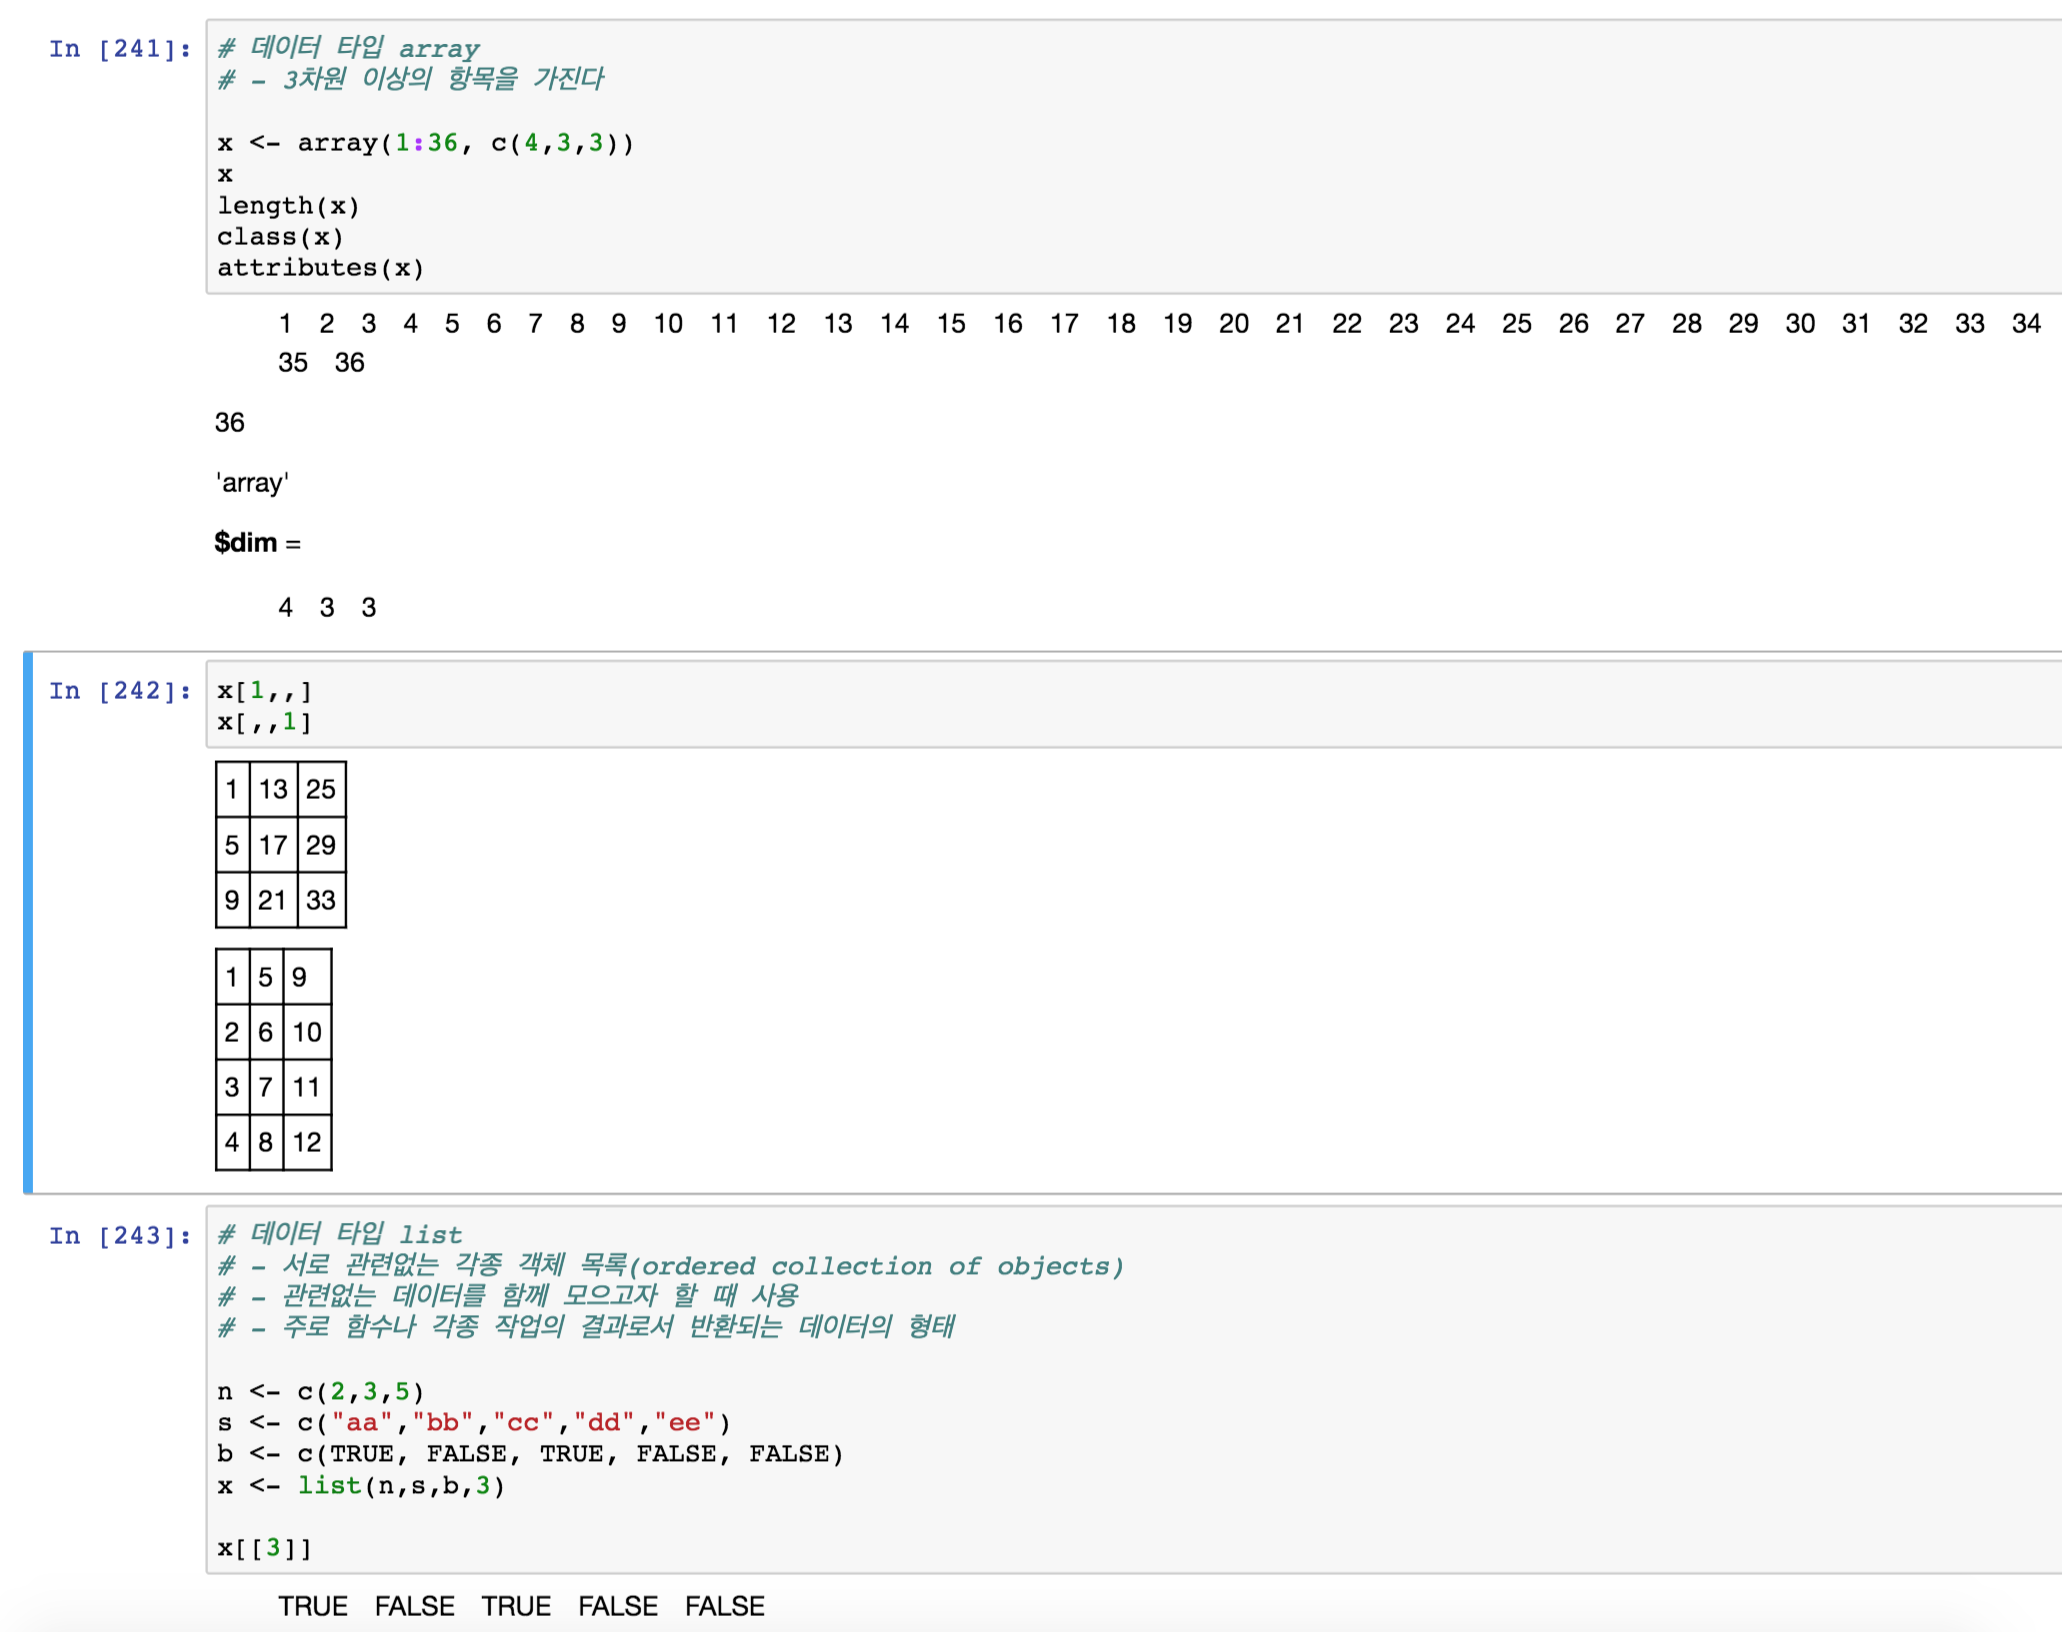 In [241]:
# 데이터 타입 array
# - 3차원 이상의 항목을 가진다
x <- array(1:36, c(4,3,3))
x
length(x)
class(x)
attributes(x)
1 2 3 4 5 6 7 8 9 10 11 12 13 14 15 16 17 18 19 20 21 22 23 24 25 26 27 28 29 30 31 32 33 34
35 36
36
'array'
$dim =
4 3 3
In [242]:
x[1,,]
x[,,1]
1 13 25
5 17 29
9 21 33
1 5 9
2 6 10
3 7 11
4 8 12
In [243]:
# 데이터 타입 list
# - 서로 관련없는 각종 객체 목록(ordered collection of objects)
# - 관련없는 데이터를 함께 모으고자 할 때 사용
# - 주로 함수나 각종 작업의 결과로서 반환되는 데이터의 형태
n <- c(2,3,5)
s <- c("aa","bb","cc","dd","ee")
b <- c(TRUE, FALSE, TRUE, FALSE, FALSE)
x <- list(n,s,b,3)
x[[3]]
TRUE FALSE TRUE FALSE FALSE